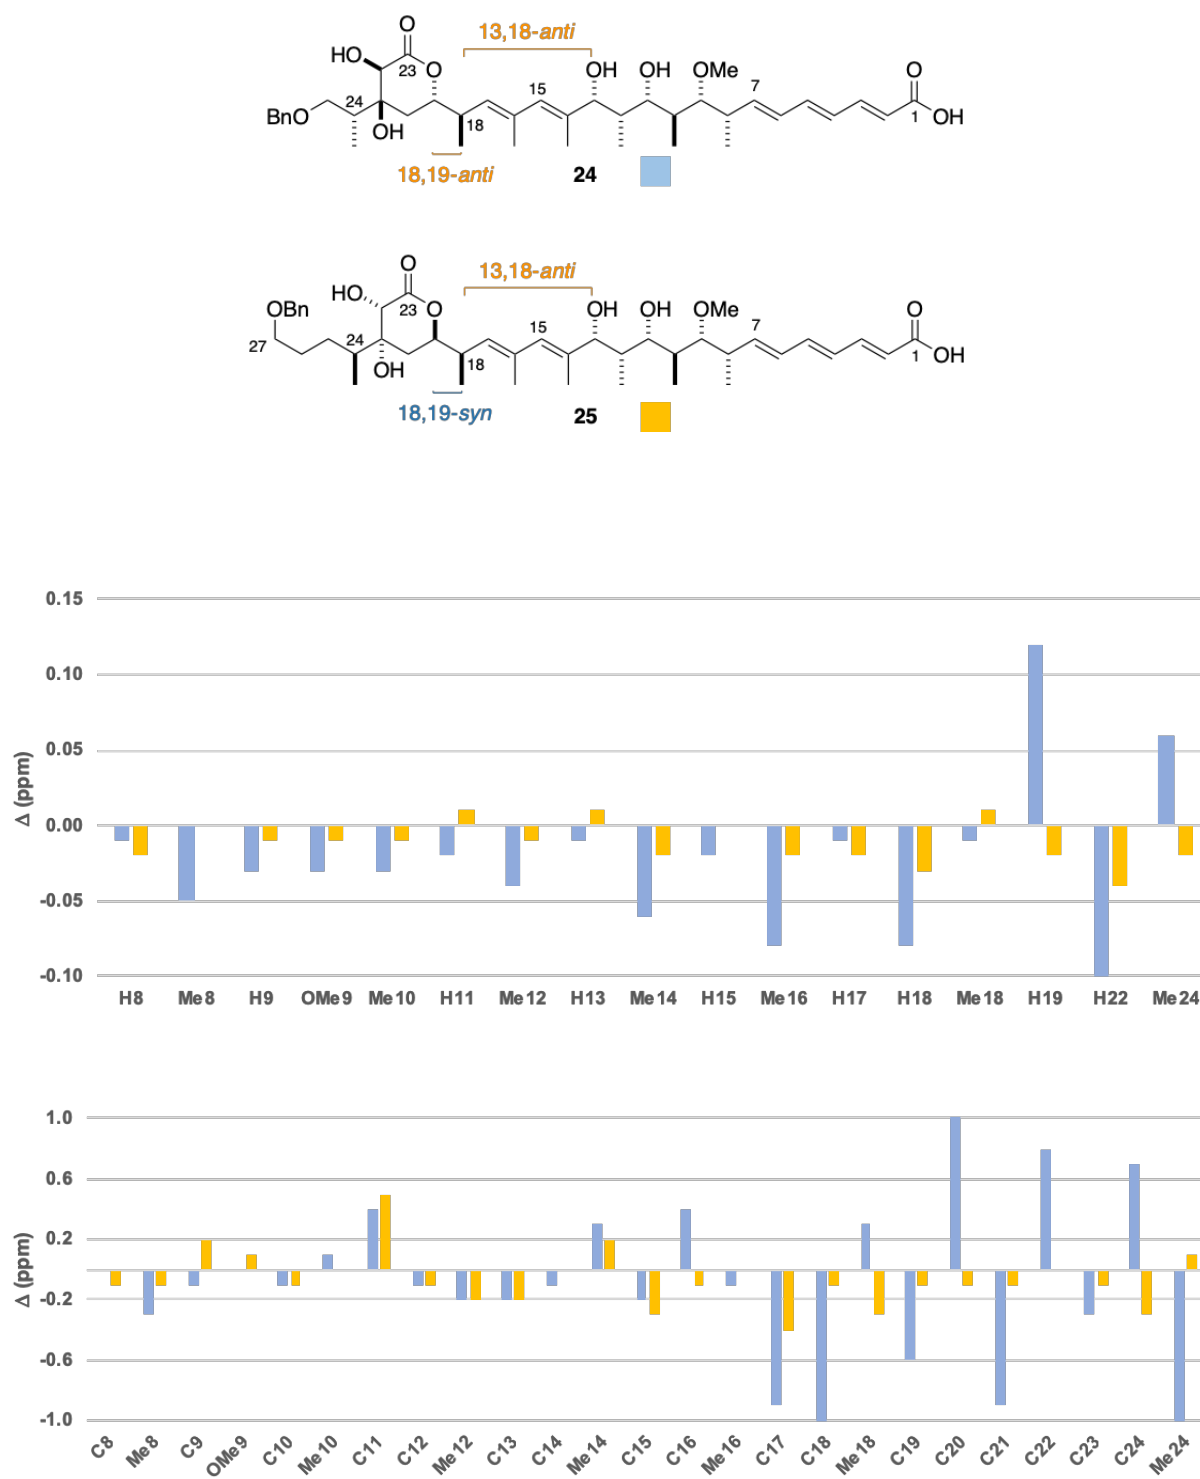 O
13,18-anti
HO
23
O
OH
OH
OMe
O
24
15
7
BnO
OH
18
1
OH
18,19-anti
24
O
13,18-anti
OBn
HO
23
O
OH
OH
OMe
O
27
24
15
7
OH
18
1
OH
18,19-syn
25
0.15
0.10
0.05
Δ (ppm)
0.00
-0.05
-0.10
H8 Me8 H9 OMe9 Me10 H11 Me12 H13 Me14 H15 Me16 H17 H18 Me18 H19 H22 Me24
1.0
0.6
0.2
Δ (ppm)
-0.2
-0.6
-1.0
C8 Me8 C9 OMe9 C10 Me10 C11 C12 Me12 C13 C14 Me14 C15 C16 Me16 C17 C18 Me18 C19 C20 C21 C22 C23 C24 Me24